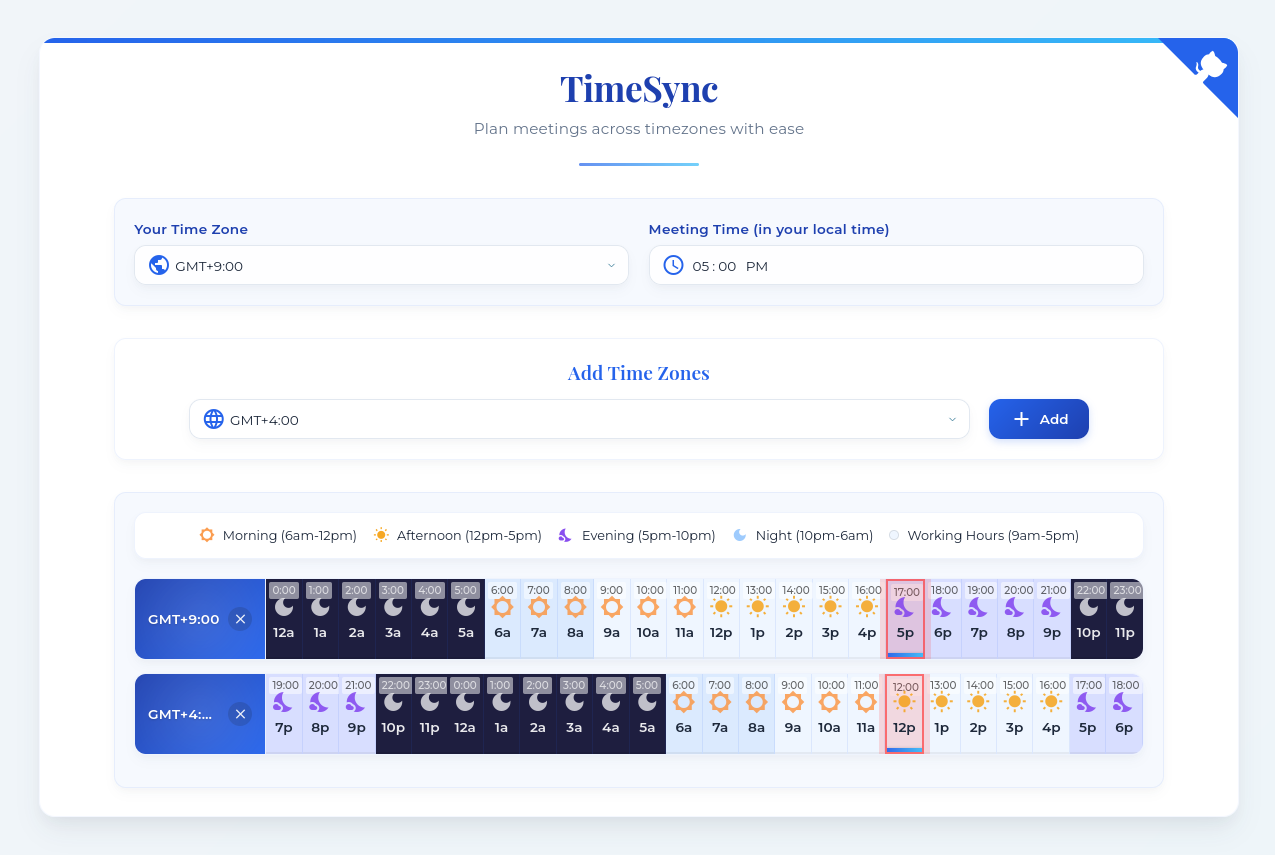 TimeSync
Plan meetings across timezones with ease
Your Time Zone
GMT+9:00
Meeting Time (in your local time)
05 : 00 PM
Add Time Zones
GMT+4:00
Add
Morning (6am-12pm) Afternoon (12pm-5pm) Evening (5pm-10pm) Night (10pm-6am) Working Hours (9am-5pm)
0:00 1:00 2:00 3:00 4:00 5:00 6:00 7:00 8:00 9:00 10:00 11:00 12:00 13:00 14:00 15:00 16:00 17:00 18:00 19:00 20:00 21:00 22:00 23:00
GMT+9:00
12a 1a 2a 3a 4a 5a 6a 7a 8a 9a 10a 11a 12p 1p 2p 3p 4p 5p 6p 7p 8p 9p 10p 11p
19:00 20:00 21:00 22:00 23:00 0:00 1:00 2:00 3:00 4:00 5:00 6:00 7:00 8:00 9:00 10:00 11:00 12:00 13:00 14:00 15:00 16:00 17:00 18:00
GMT+4:...
7p 8p 9p 10p 11p 12a 1a 2a 3a 4a 5a 6a 7a 8a 9a 10a 11a 12p 1p 2p 3p 4p 5p 6p